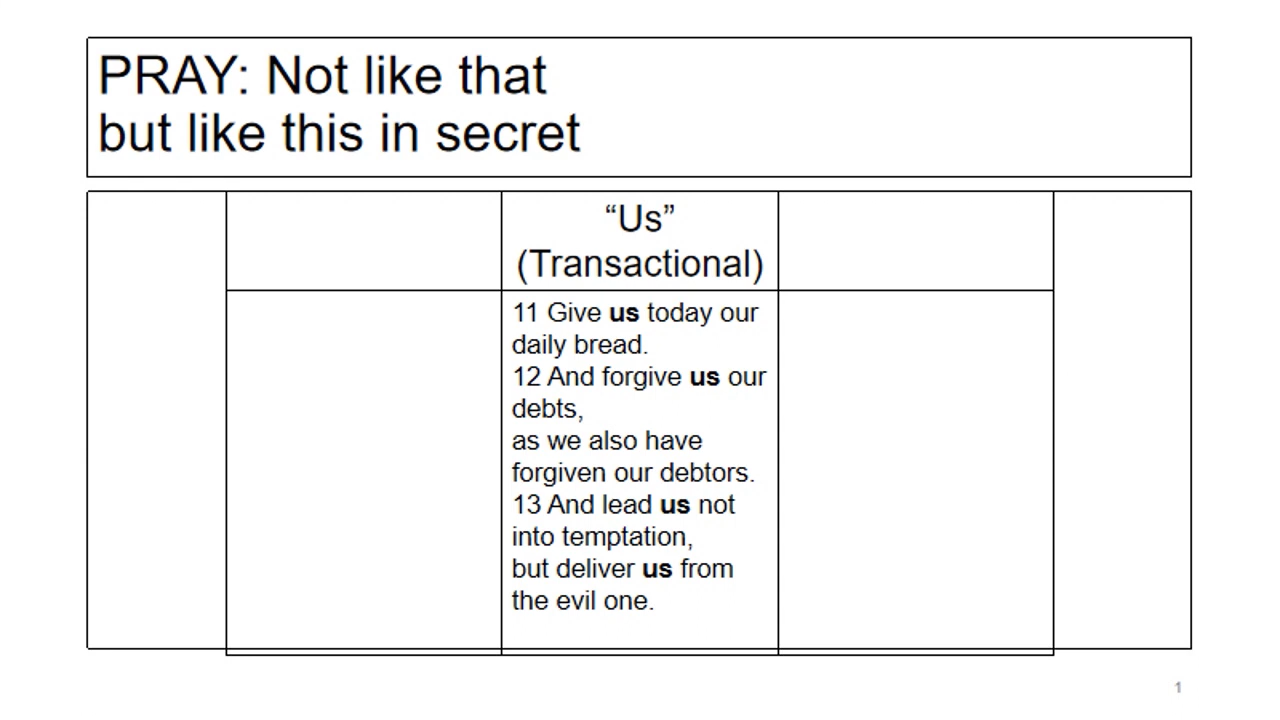 PRAY: Not like that
but like this in secret
“Us”
(Transactional)
11 Give us today our
daily bread.
12 And forgive us our
debts,
as we also have
forgiven our debtors.
13 And lead us not
into temptation,
but deliver us from
the evil one.
1